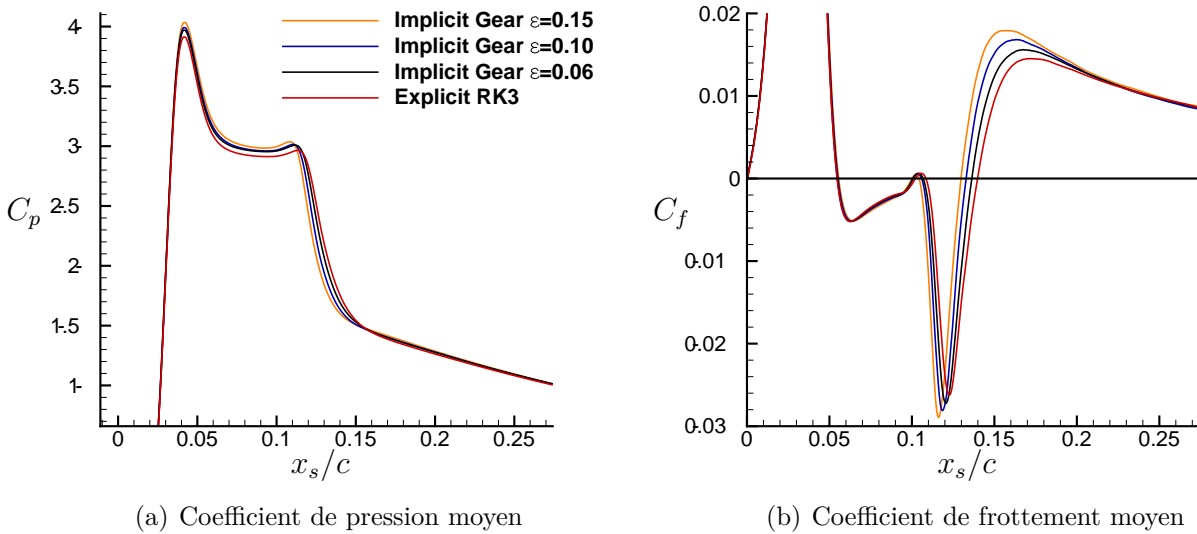 Implicit Gear ε=0.15
Implicit Gear ε=0.10
Implicit Gear ε=0.06
Explicit RK3
4-
3.5-
3-
2.5-
2-
1.5-
1-
C_p
0 0.05 0.1 0.15 0.2 0.25
x_s/c
(a) Coefficient de pression moyen
0.02
0.01
0
-0.01
-0.02
-0.03
C_f
0 0.05 0.1 0.15 0.2 0.25
x_s/c
(b) Coefficient de frottement moyen